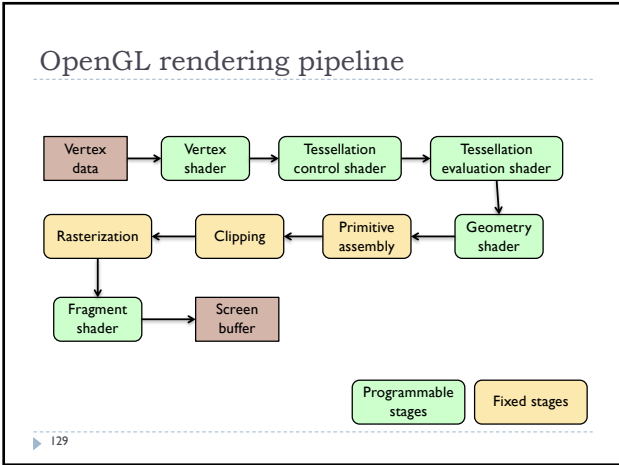 OpenGL rendering pipeline
Vertex
data
Vertex
shader
Tessellation
control shader
Tessellation
evaluation shader
Rasterization
Clipping
Primitive
assembly
Geometry
shader
Fragment
shader
Screen
buffer
Programmable
stages
Fixed stages
129